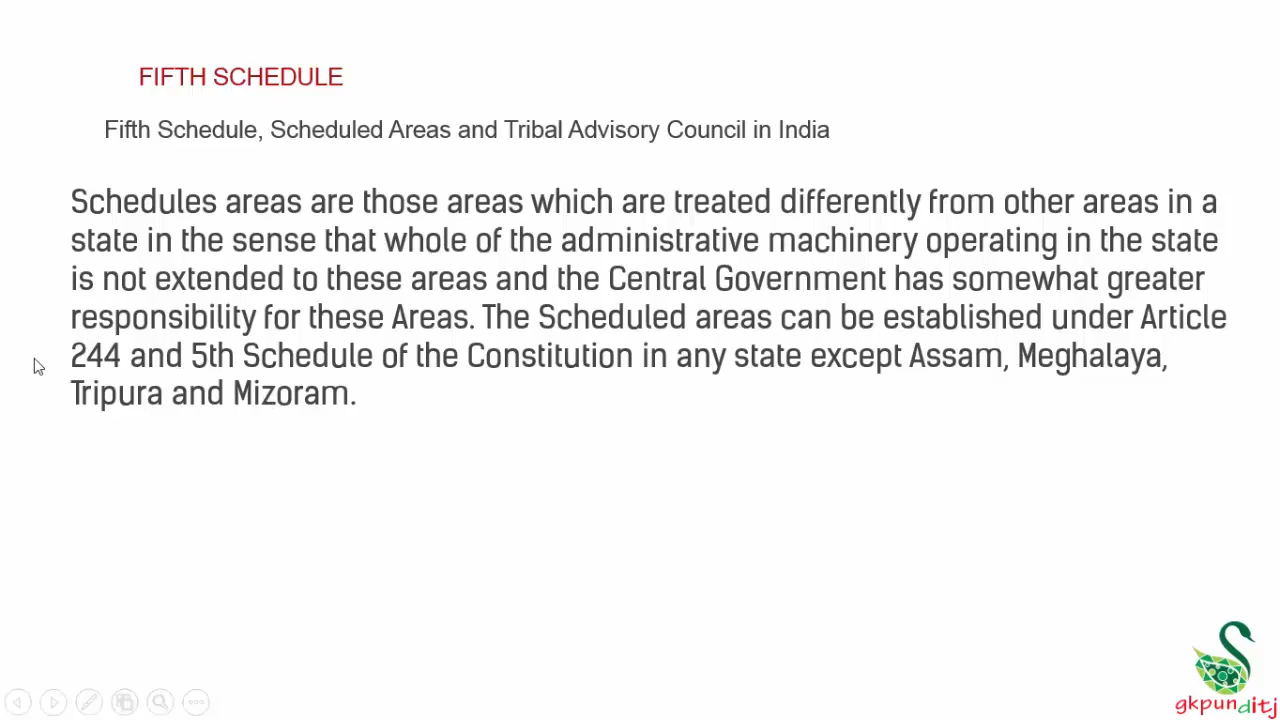 FIFTH SCHEDULE
Fifth Schedule, Scheduled Areas and Tribal Advisory Council in India
Schedules areas are those areas which are treated differently from other areas in a
state in the sense that whole of the administrative machinery operating in the state
is not extended to these areas and the Central Government has somewhat greater
responsibility for these Areas. The Scheduled areas can be established under Article
244 and 5th Schedule of the Constitution in any state except Assam, Meghalaya,
Tripura and Mizoram.
gkpunditj